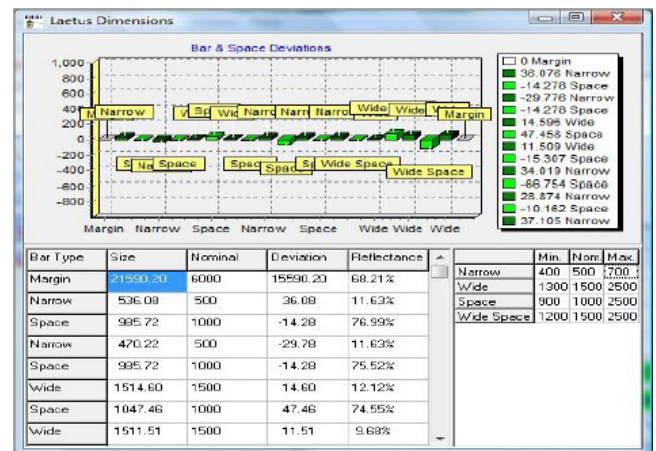 Laetus Dimensions
Bar & Space Deviations
1,000
800
600
400
200
0
-200
-400
-600
-800
Narrow Wide Wide Margin
Space Space Wide Space Wide Space
Margin Narrow Space Narrow Space Wide Wide Wide
0 Margin
36.076 Narrow
-14.278 Space
-29.776 Narrow
-14.278 Space
14.596 Wide
47.458 Space
11.509 Wide
-15.307 Space
34.019 Narrow
-66.754 Space
28.874 Narrow
-10.162 Space
37.105 Narrow
Bar Type Size Nominal Deviation Reflectance
Margin 21590.20 6000 15590.20 68.21%
Narrow 536.08 500 36.08 11.63%
Space 985.72 1000 -14.28 76.99%
Narrow 470.22 500 -29.78 11.63%
Space 985.72 1000 -14.28 75.52%
Wide 1514.60 1500 14.60 12.12%
Space 1047.46 1000 47.46 74.55%
Wide 1511.51 1500 11.51 9.68%
Min. Nom. Max.
Narrow 400 500 700
Wide 1300 1500 2500
Space 900 1000 2500
Wide Space 1200 1500 2500